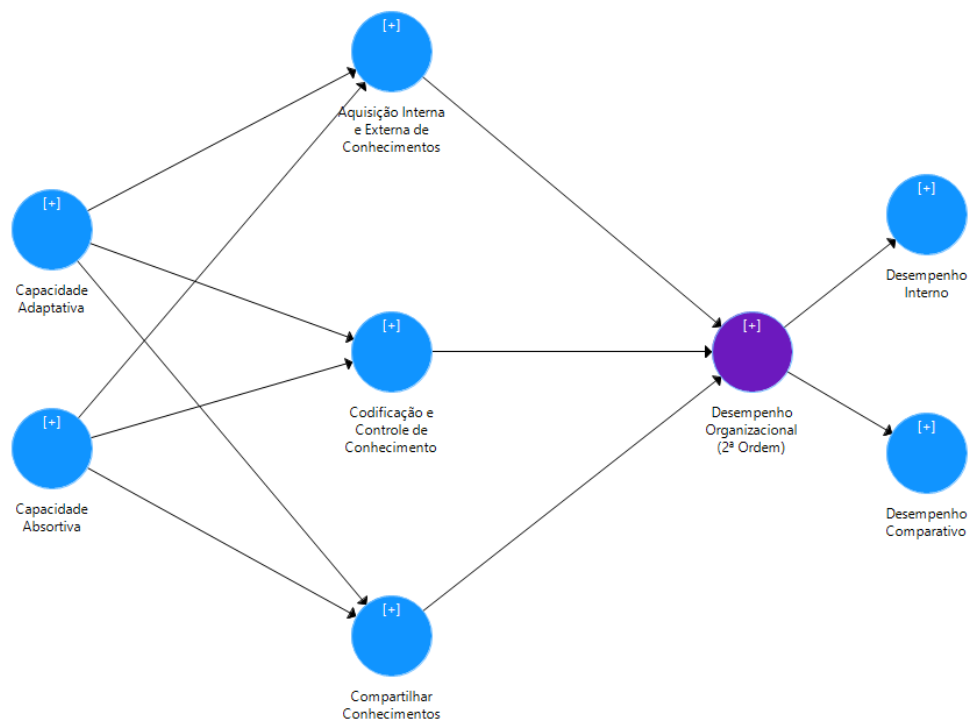 [+]
Aquisição Interna
e Externa de
Conhecimentos
[+]
Capacidade
Adaptativa
[+]
Desempenho
Interno
[+]
Codificação e
Controle de
Conhecimento
[+]
Desempenho
Organizacional
(2ª Ordem)
[+]
Capacidade
Absortiva
[+]
Desempenho
Comparativo
[+]
Compartilhar
Conhecimentos